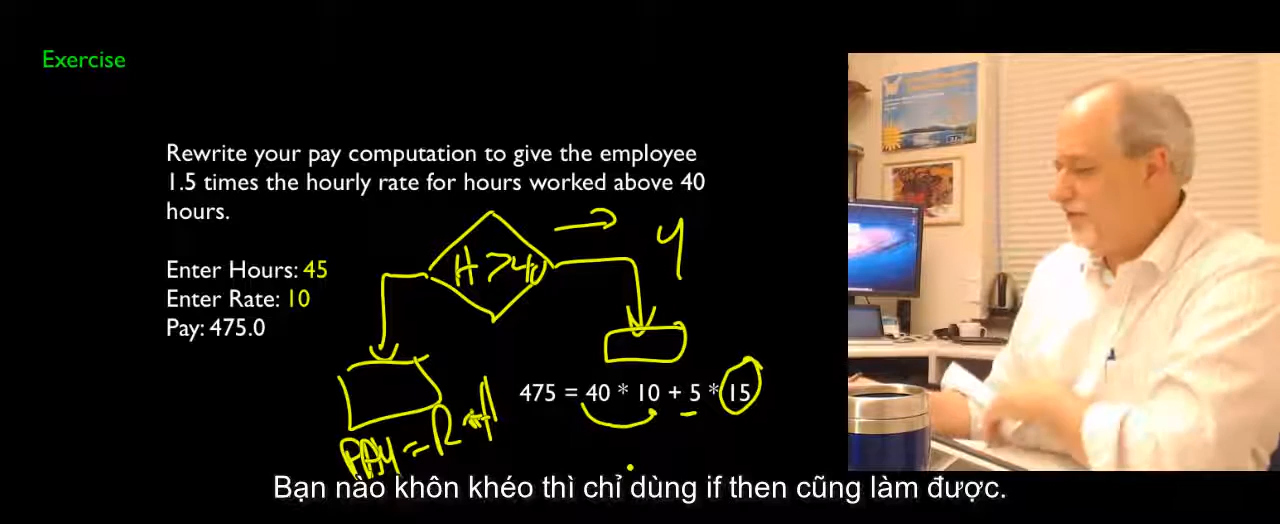 Exercise
Rewrite your pay computation to give the employee
1.5 times the hourly rate for hours worked above 40
hours.
Enter Hours: 45
Enter Rate: 10
Pay: 475.0
H > 40
Y
475 = 40 * 10 + 5 * 15
PAY = R * H
Bạn nào khôn khéo thì chỉ dùng if then cũng làm được.